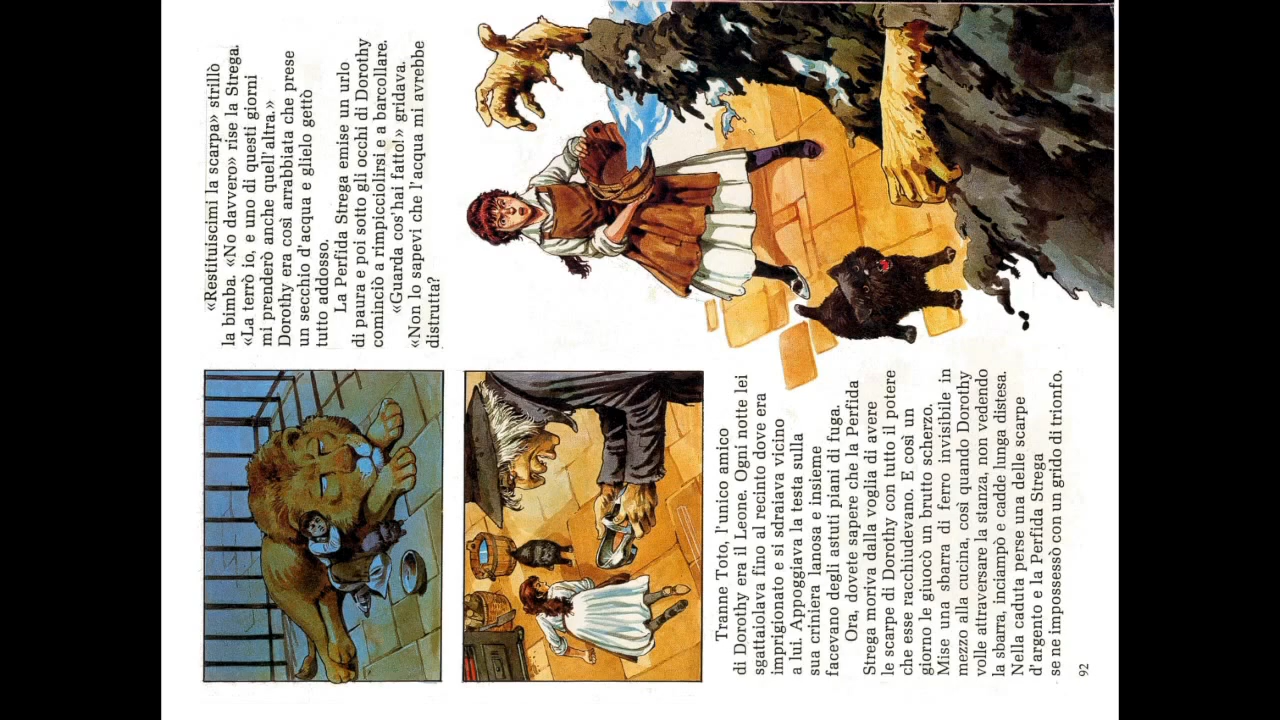 Tranne Toto, l'unico amico
di Dorothy era il Leone. Ogni notte lei
sgattaiolava fino al recinto dove era
imprigionato e si sdraiava vicino
a lui. Appoggiava la testa sulla
sua criniera lanosa e insieme
facevano degli astuti piani di fuga.
Ora, dovete sapere che la Perfida
Strega moriva dalla voglia di avere
le scarpe di Dorothy con tutto il potere
che esse racchiudevano. E così un
giorno le giuocò un brutto scherzo.
Mise una sbarra di ferro invisibile in
mezzo alla cucina, così quando Dorothy
volle attraversare la stanza, non vedendo
la sbarra, inciampò e cadde lunga distesa.
Nella caduta perse una delle scarpe
d'argento e la Perfida Strega
se ne impossessò con un grido di trionfo.
92
«Restituiscimi la scarpa» strillò
la bimba. «No davvero» rise la Strega.
«La terrò io, e uno di questi giorni
mi prenderò anche quell'altra.»
Dorothy era così arrabbiata che prese
un secchio d'acqua e glielo gettò
tutto addosso.
La Perfida Strega emise un urlo
di paura e poi sotto gli occhi di Dorothy
cominciò a rimpicciolirsi e a barcollare.
«Guarda cos'hai fatto!» gridava.
«Non lo sapevi che l'acqua mi avrebbe
distrutta?